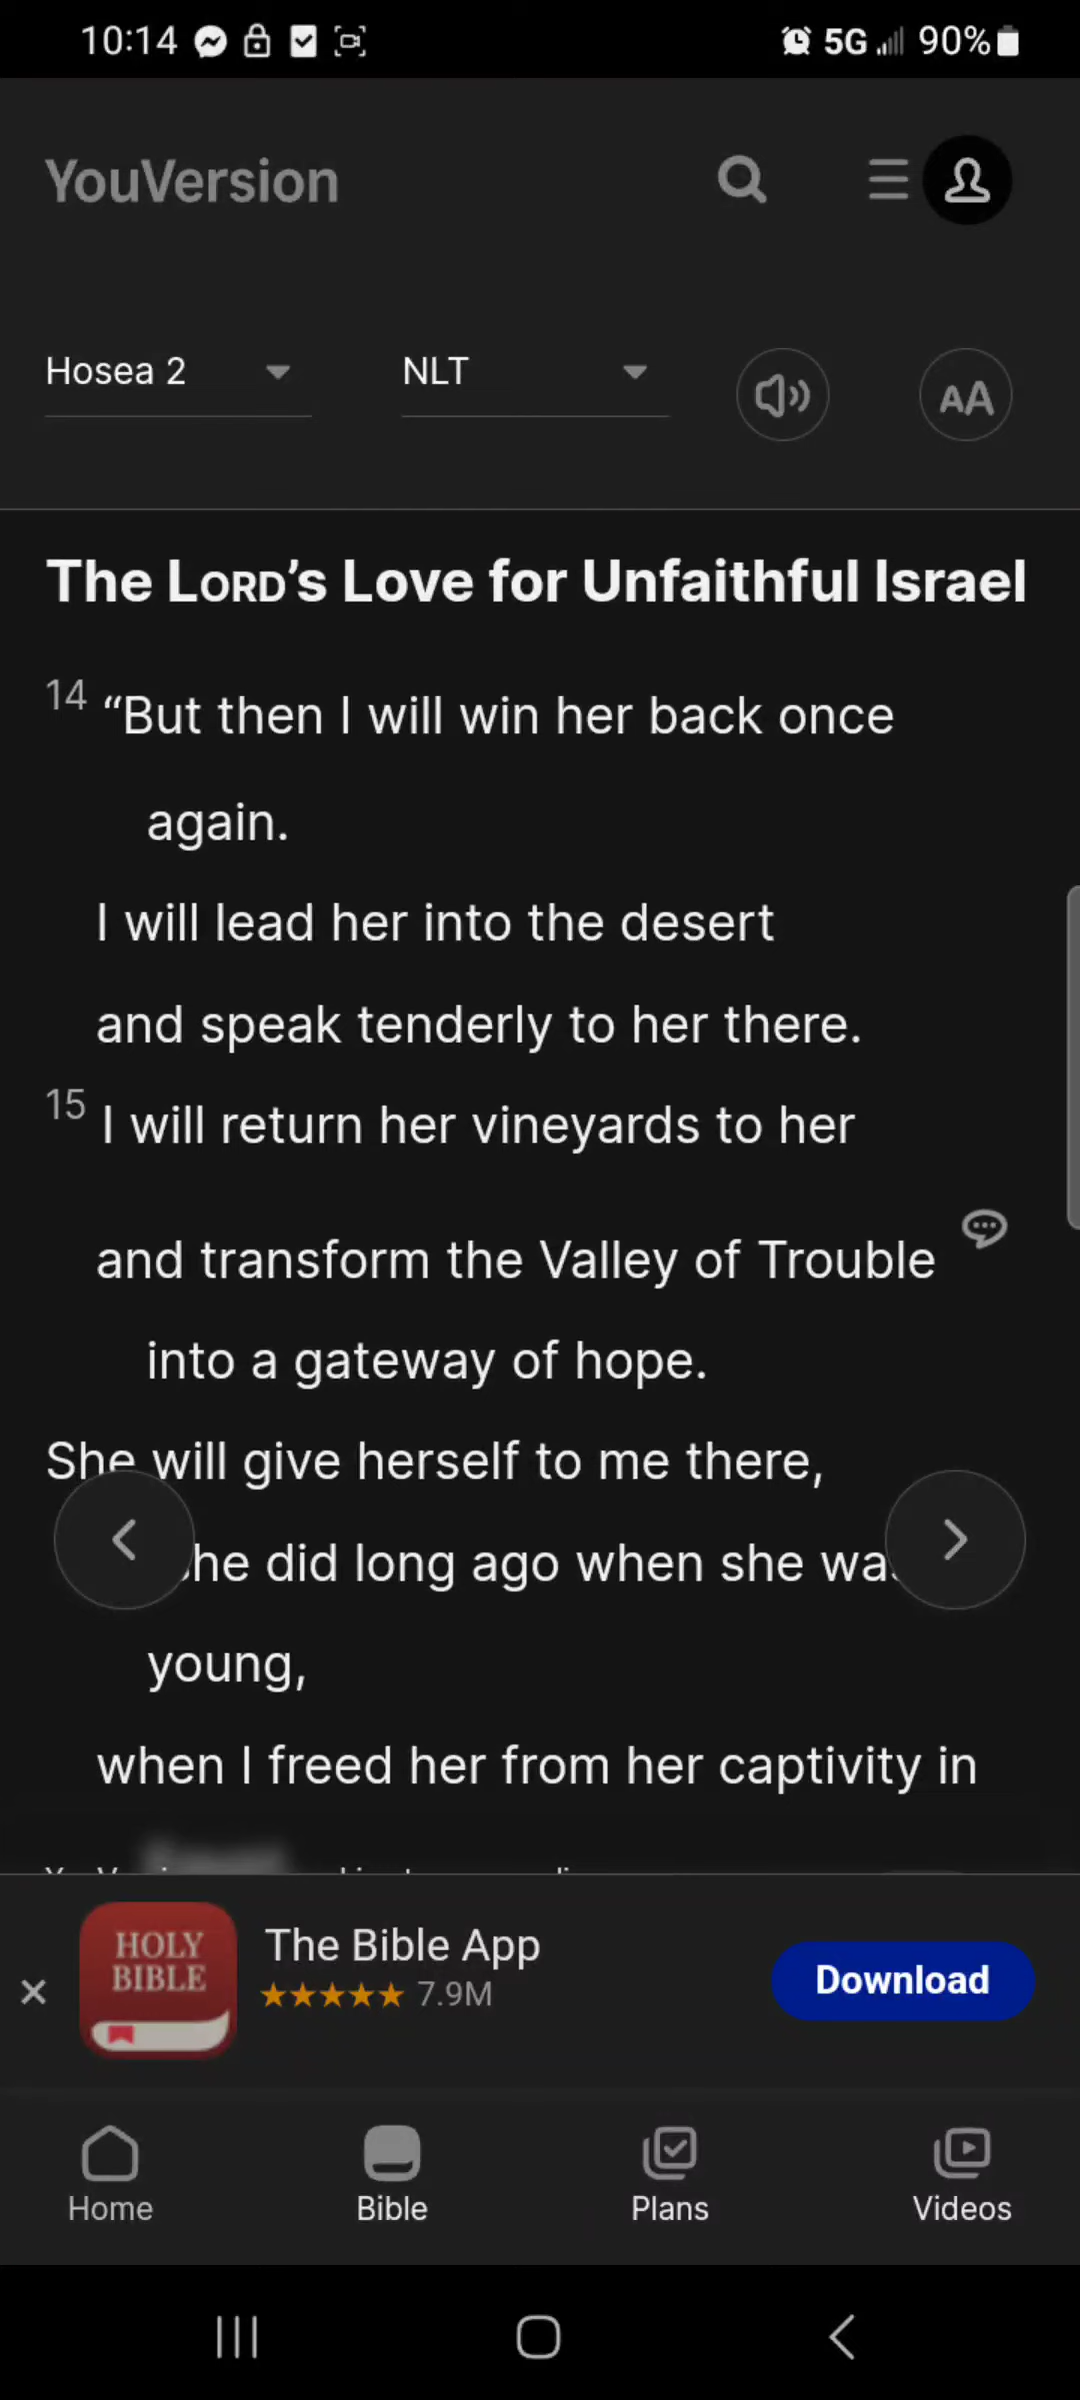 10:14 5G 90%
YouVersion
Hosea 2 NLT AA
The LORD’s Love for Unfaithful Israel
14 “But then I will win her back once
again.
I will lead her into the desert
and speak tenderly to her there.
15 I will return her vineyards to her
and transform the Valley of Trouble
into a gateway of hope.
She will give herself to me there,
he did long ago when she wa
young,
when I freed her from her captivity in
HOLY BIBLE
The Bible App
7.9M
Download
Home Bible Plans Videos